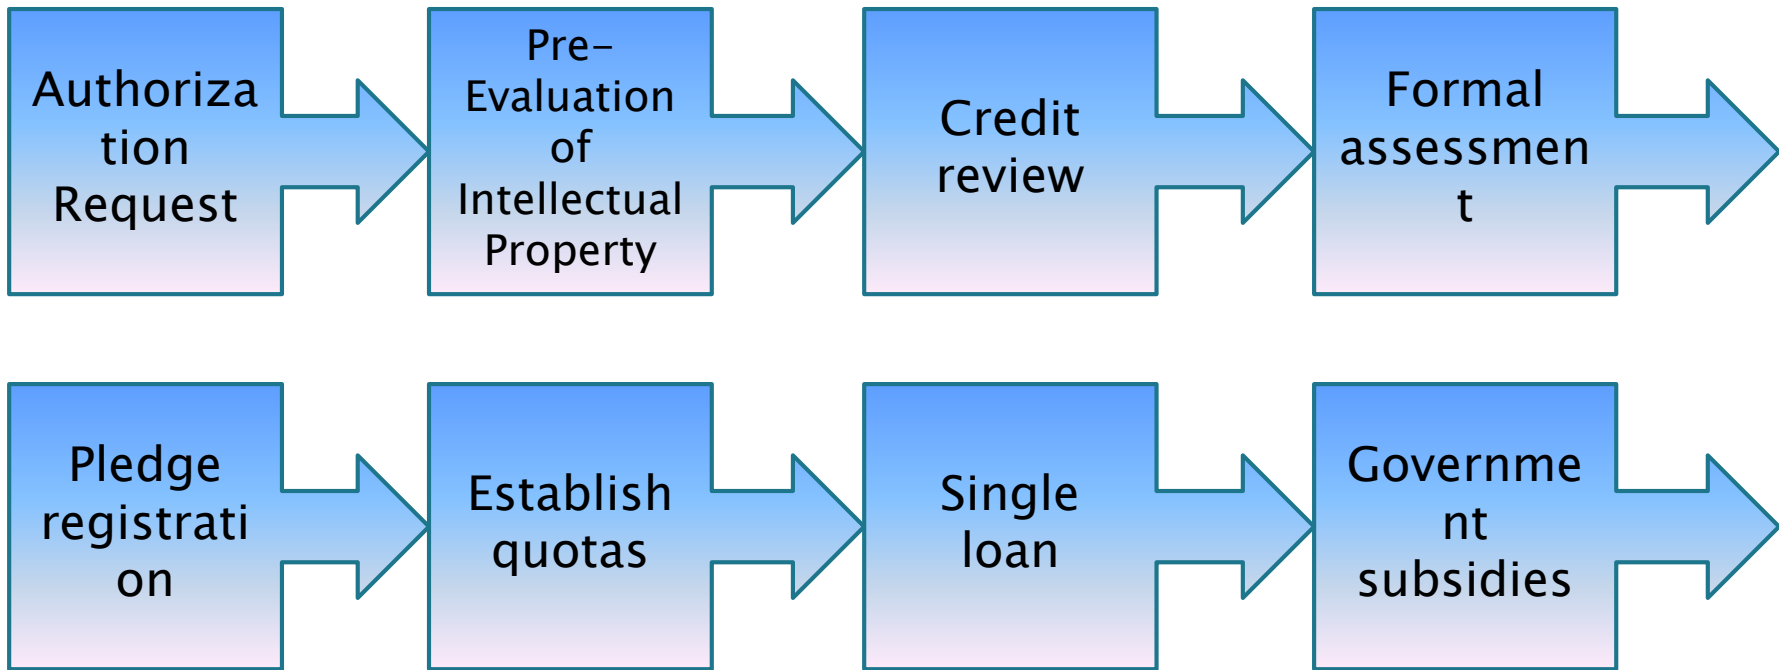 Authoriza
tion
Request
Pre-
Evaluation
of
Intellectual
Property
Credit
review
Formal
assessmen
t
Pledge
registrati
on
Establish
quotas
Single
loan
Governme
nt
subsidies